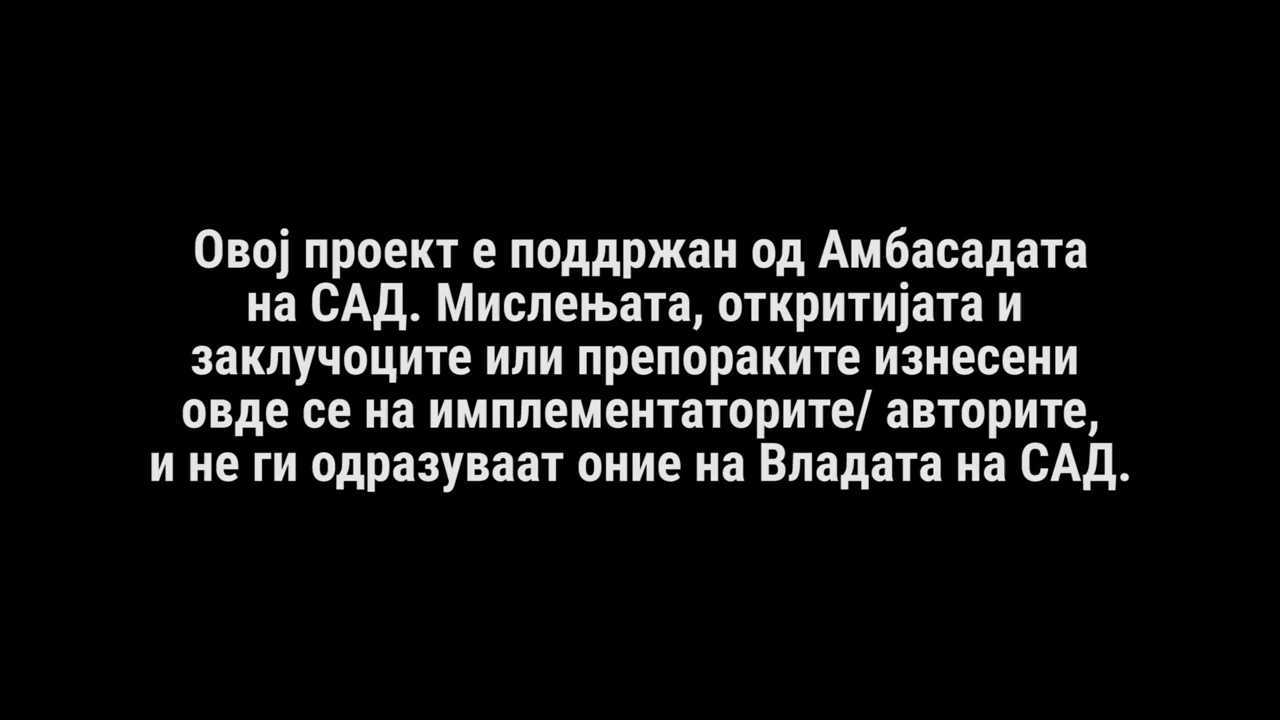 Овој проект е поддржан од Амбасадата
на САД. Мислењата, откритијата и
заклучоците или препораките изнесени
овде се на имплементаторите/ авторите,
и не ги одразуваат оние на Владата на САД.